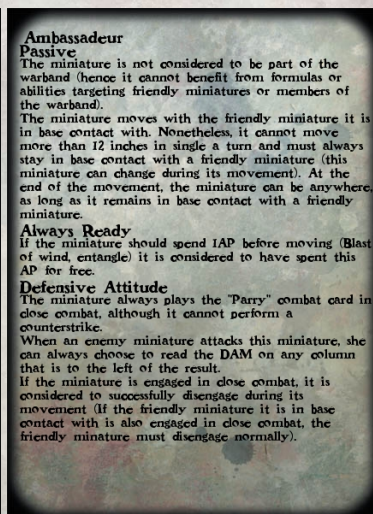 Ambassadeur
Passive
The miniature is not considered to be part of the
warband (hence it cannot benefit from formulas or
abilities targeting friendly miniatures or members of
the warband).
The miniature moves with the friendly miniature it is
in base contact with. Nonetheless, it cannot move
more than 12 inches in single a turn and must always
stay in base contact with a friendly miniature (this
miniature can change during its movement). At the
end of the movement, the miniature can be anywhere,
as long as it remains in base contact with a friendly
miniature.
Always Ready
If the miniature should spend 1AP before moving (Blast
of wind, entangle) it is considered to have spent this
AP for free.
Defensive Attitude
The miniature always plays the "Parry" combat card in
close combat, although it cannot perform a
counterstrike.
When an enemy miniature attacks this miniature, she
can always choose to read the DAM on any column
that is to the left of the result.
If the miniature is engaged in close combat, it is
considered to successfully disengage during its
movement (If the friendly miniature it is in base
contact with is also engaged in close combat, the
friendly minature must disengage normally).